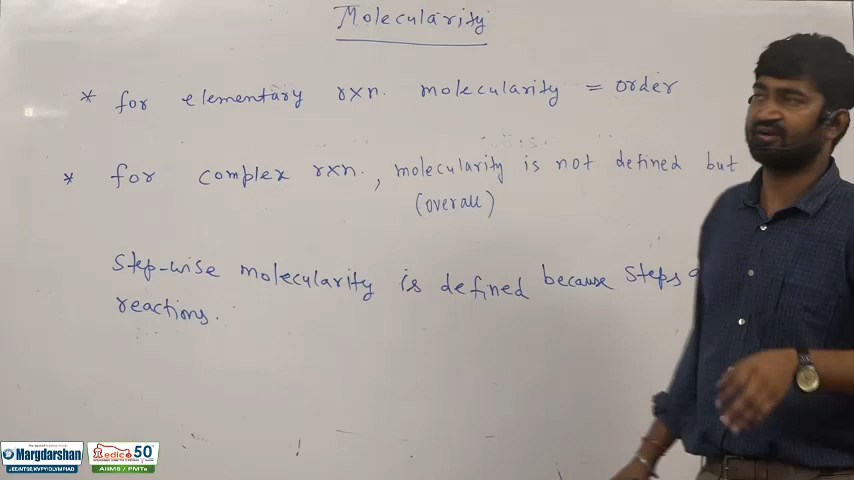 Molecularity
* for elementary rxn. molecularity = order
* for complex rxn., molecularity is not defined but
(overall)
Step-wise molecularity is defined because steps
reactions.
Margdarshan
JEE/NTSE/KVPY/OLYMPIAD
Medico 50
AIIMS / PMTs